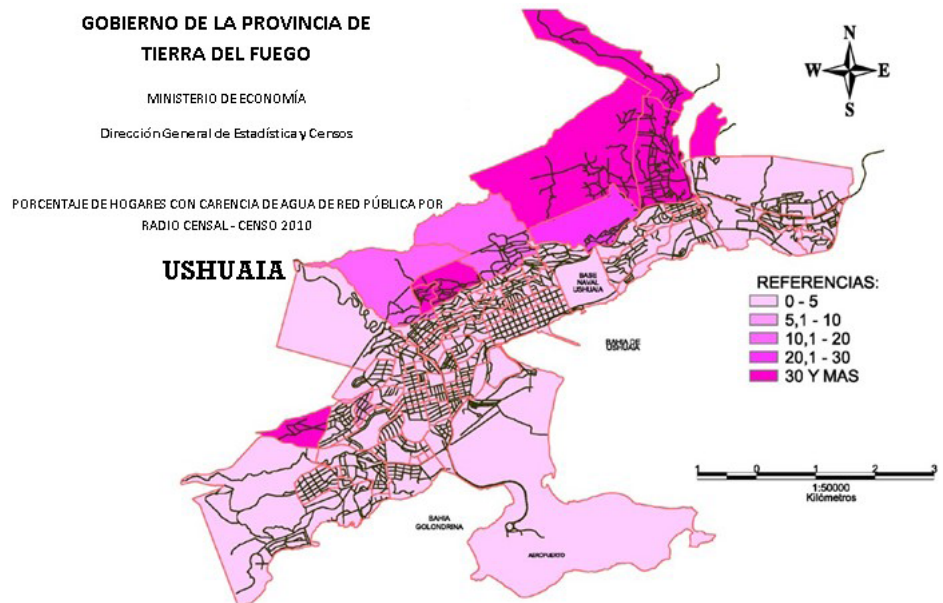 GOBIERNO DE LA PROVINCIA DE
TIERRA DEL FUEGO
MINISTERIO DE ECONOMÍA
Dirección General de Estadística y Censos
PORCENTAJE DE HOGARES CON CARENCIA DE AGUA DE RED PÚBLICA POR
RADIO CENSAL - CENSO 2010
USHUAIA
N
W E
S
BASE
NAVAL
USHUAIA
BAHIA DE
USHUAIA
REFERENCIAS:
0 - 5
5,1 - 10
10,1 - 20
20,1 - 30
30 Y MAS
1 0 1 2 3
1:50000
Kilómetros
BAHIA
GOLONDRINA
AEROPUERTO